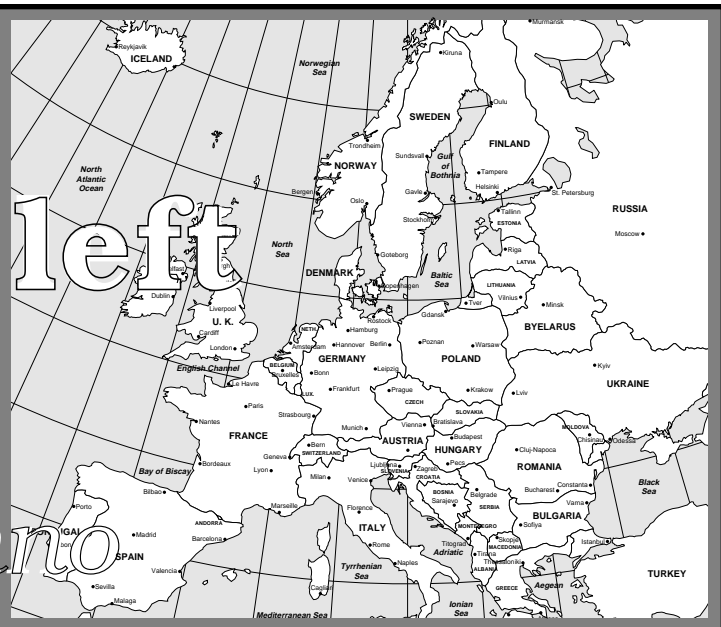 Murmansk
Reykjavik
ICELAND
Kiruna
Norwegian
Sea
Oulu
SWEDEN
FINLAND
Trondheim
Sundsvall
Gulf
of
Bothnia
NORWAY
North
Atlantic
Ocean
Tampere
Helsinki
Bergen
Gavle
St. Petersburg
Oslo
Stockholm
Tallinn
ESTONIA
RUSSIA
Moscow
left
North
Sea
Goteborg
Riga
LATVIA
DENMARK
Baltic
Sea
Copenhagen
LITHUANIA
Vilnius
Tver
Minsk
Dublin
Liverpool
U. K.
Gdansk
Rostock
BYELARUS
NETH.
Hamburg
Cardiff
London
Amsterdam
Hannover
Berlin
Poznan
Warsaw
GERMANY
POLAND
English Channel
BELGIUM
Bruxelles
Bonn
Leipzig
Kyiv
Le Havre
LUX.
Frankfurt
Prague
Krakow
Lviv
UKRAINE
CZECH
Paris
Strasbourg
SLOVAKIA
Nantes
Munich
Vienna
Bratislava
MOLDOVA
FRANCE
Bern
AUSTRIA
Budapest
Chisinau
Odessa
SWITZERLAND
HUNGARY
Cluj-Napoca
Geneva
Bay of Biscay
Bordeaux
Lyon
Milan
Venice
Ljubljana
SLOVENIA
Zagreb
CROATIA
Pecs
ROMANIA
Bilbao
BOSNIA
Sarajevo
Belgrade
SERBIA
Bucharest
Constanta
Black
Sea
Porto
Marseille
Florence
Varna
BULGARIA
ANDORRA
MONTENEGRO
Sofiya
Madrid
Barcelona
ITALY
Rome
Titograd
Adriatic
Skopje
MACEDONIA
Istanbul
SPAIN
Tirana
ALBANIA
Thessaloniki
Valencia
Tyrrhenian
Sea
Naples
TURKEY
Sevilla
Cagliari
GREECE
Aegean
Malaga
Mediterranean Sea
Ionian
Sea